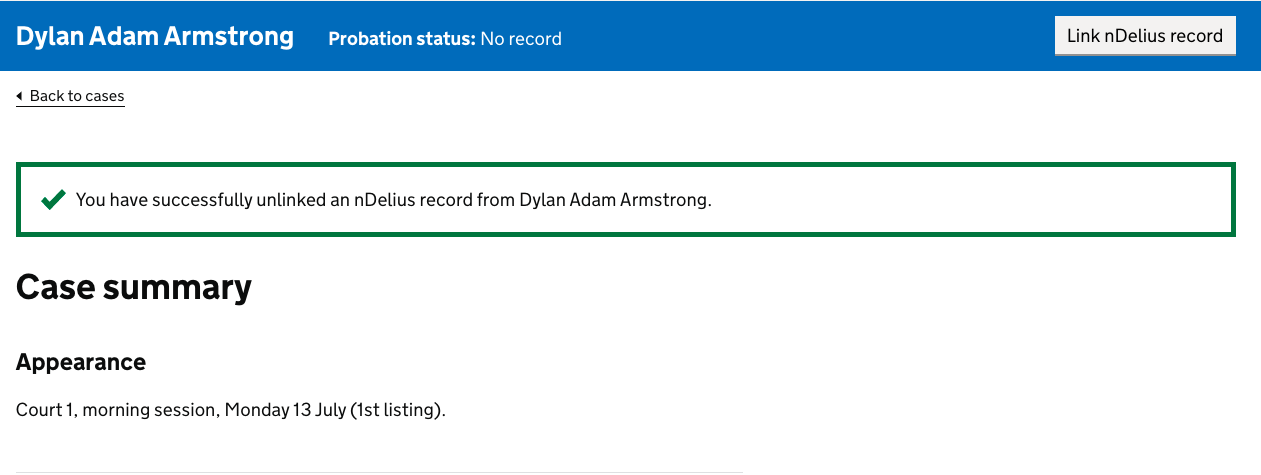 Dylan Adam Armstrong Probation status: No record Link nDelius record
Back to cases
You have successfully unlinked an nDelius record from Dylan Adam Armstrong.
Case summary
Appearance
Court 1, morning session, Monday 13 July (1st listing).